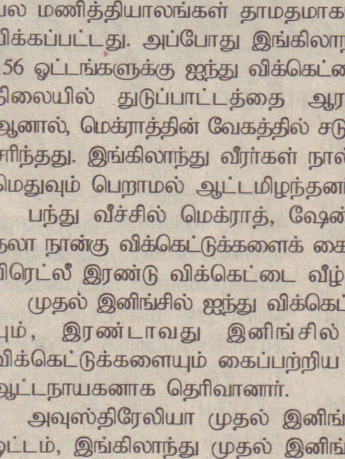 பல மணித்தியாலங்கள் தாமதமாக
விக்கப்பட்டது. அப்போது இங்கிலாந்
156 ஓட்டங்களுக்கு ஐந்து விக்கெட்டை
நிலையில் துடுப்பாட்டத்தை ஆர
ஆனால், மெக்ராத்தின் வேகத்தில் சடு
சரிந்தது. இங்கிலாந்து வீரர்கள் நால்
மெதுவும் பெறாமல் ஆட்டமிழந்தன
பந்து வீச்சில் மெக்ராத், ஷேன்
தலா நான்கு விக்கெட்டுக்களைக் கை
பிரெட்லீ இரண்டு விக்கெட்டை வீழ்
முதல் இனிங்சில் ஐந்து விக்கெட்
யும், இரண்டாவது இனிங்சில்
விக்கெட்டுக்களையும் கைப்பற்றிய
ஆட்டநாயகனாக தெரிவானார்.
அவுஸ்திரேலியா முதல் இனிங்
ஓட்டம், இங்கிலாந்து முதல் இனிங்